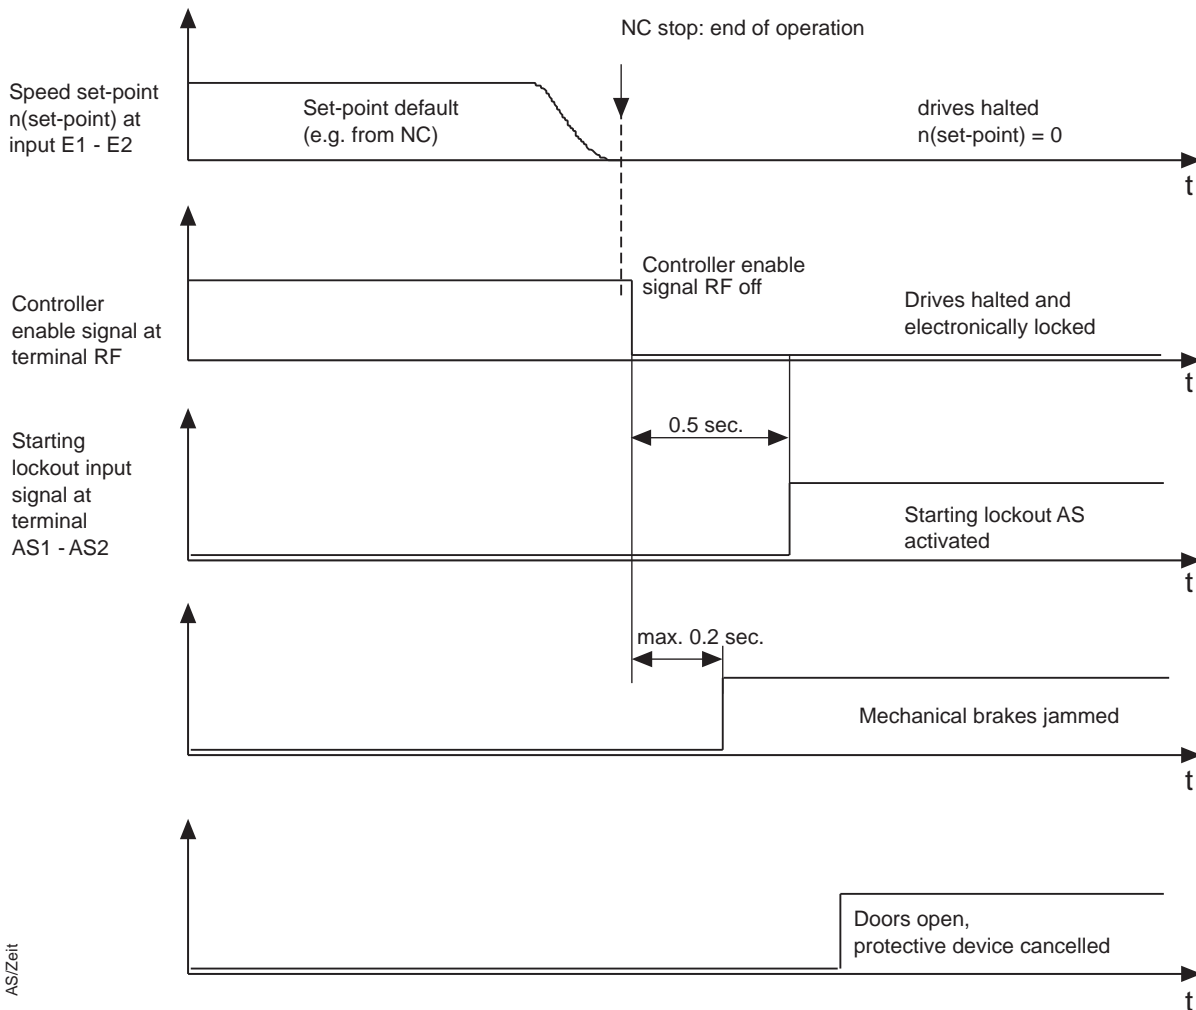 NC stop: end of operation
Speed set-point
n(set-point) at
input E1 - E2
Set-point default
(e.g. from NC)
drives halted
n(set-point) = 0
t
Controller
enable signal at
terminal RF
Controller enable
signal RF off
Drives halted and
electronically locked
t
Starting
lockout input
signal at
terminal
AS1 - AS2
0.5 sec.
Starting lockout AS
activated
t
max. 0.2 sec.
Mechanical brakes jammed
t
Doors open,
protective device cancelled
t
AS/Zeit